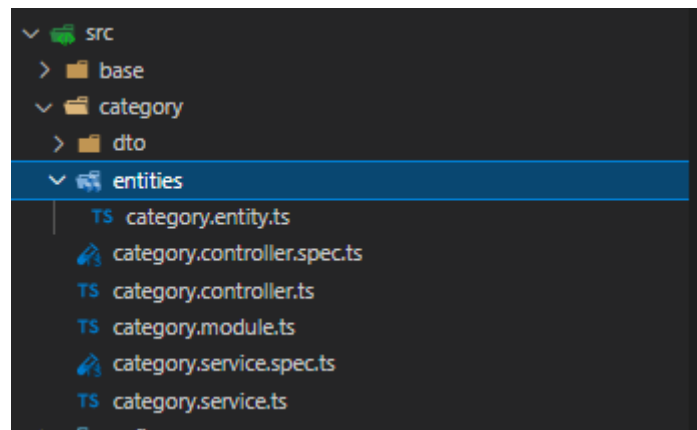 src
base
category
dto
entities
TS category.entity.ts
category.controller.spec.ts
TS category.controller.ts
TS category.module.ts
category.service.spec.ts
TS category.service.ts